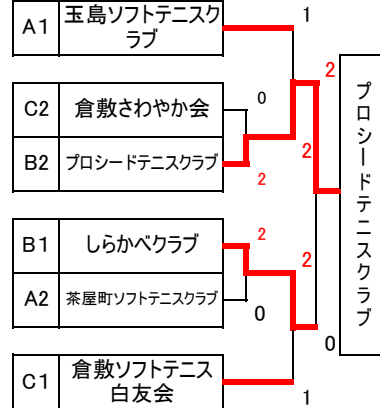 A1 玉島ソフトテニスク
ラブ
1
2
C2 倉敷さわやか会
0
B2 プロシードテニスクラブ
2
2
プロシードテニスクラブ
B1 しらかベクラブ
2
2
A2 茶屋町ソフトテニスクラブ
0
0
C1 倉敷ソフトテニス
白友会
1